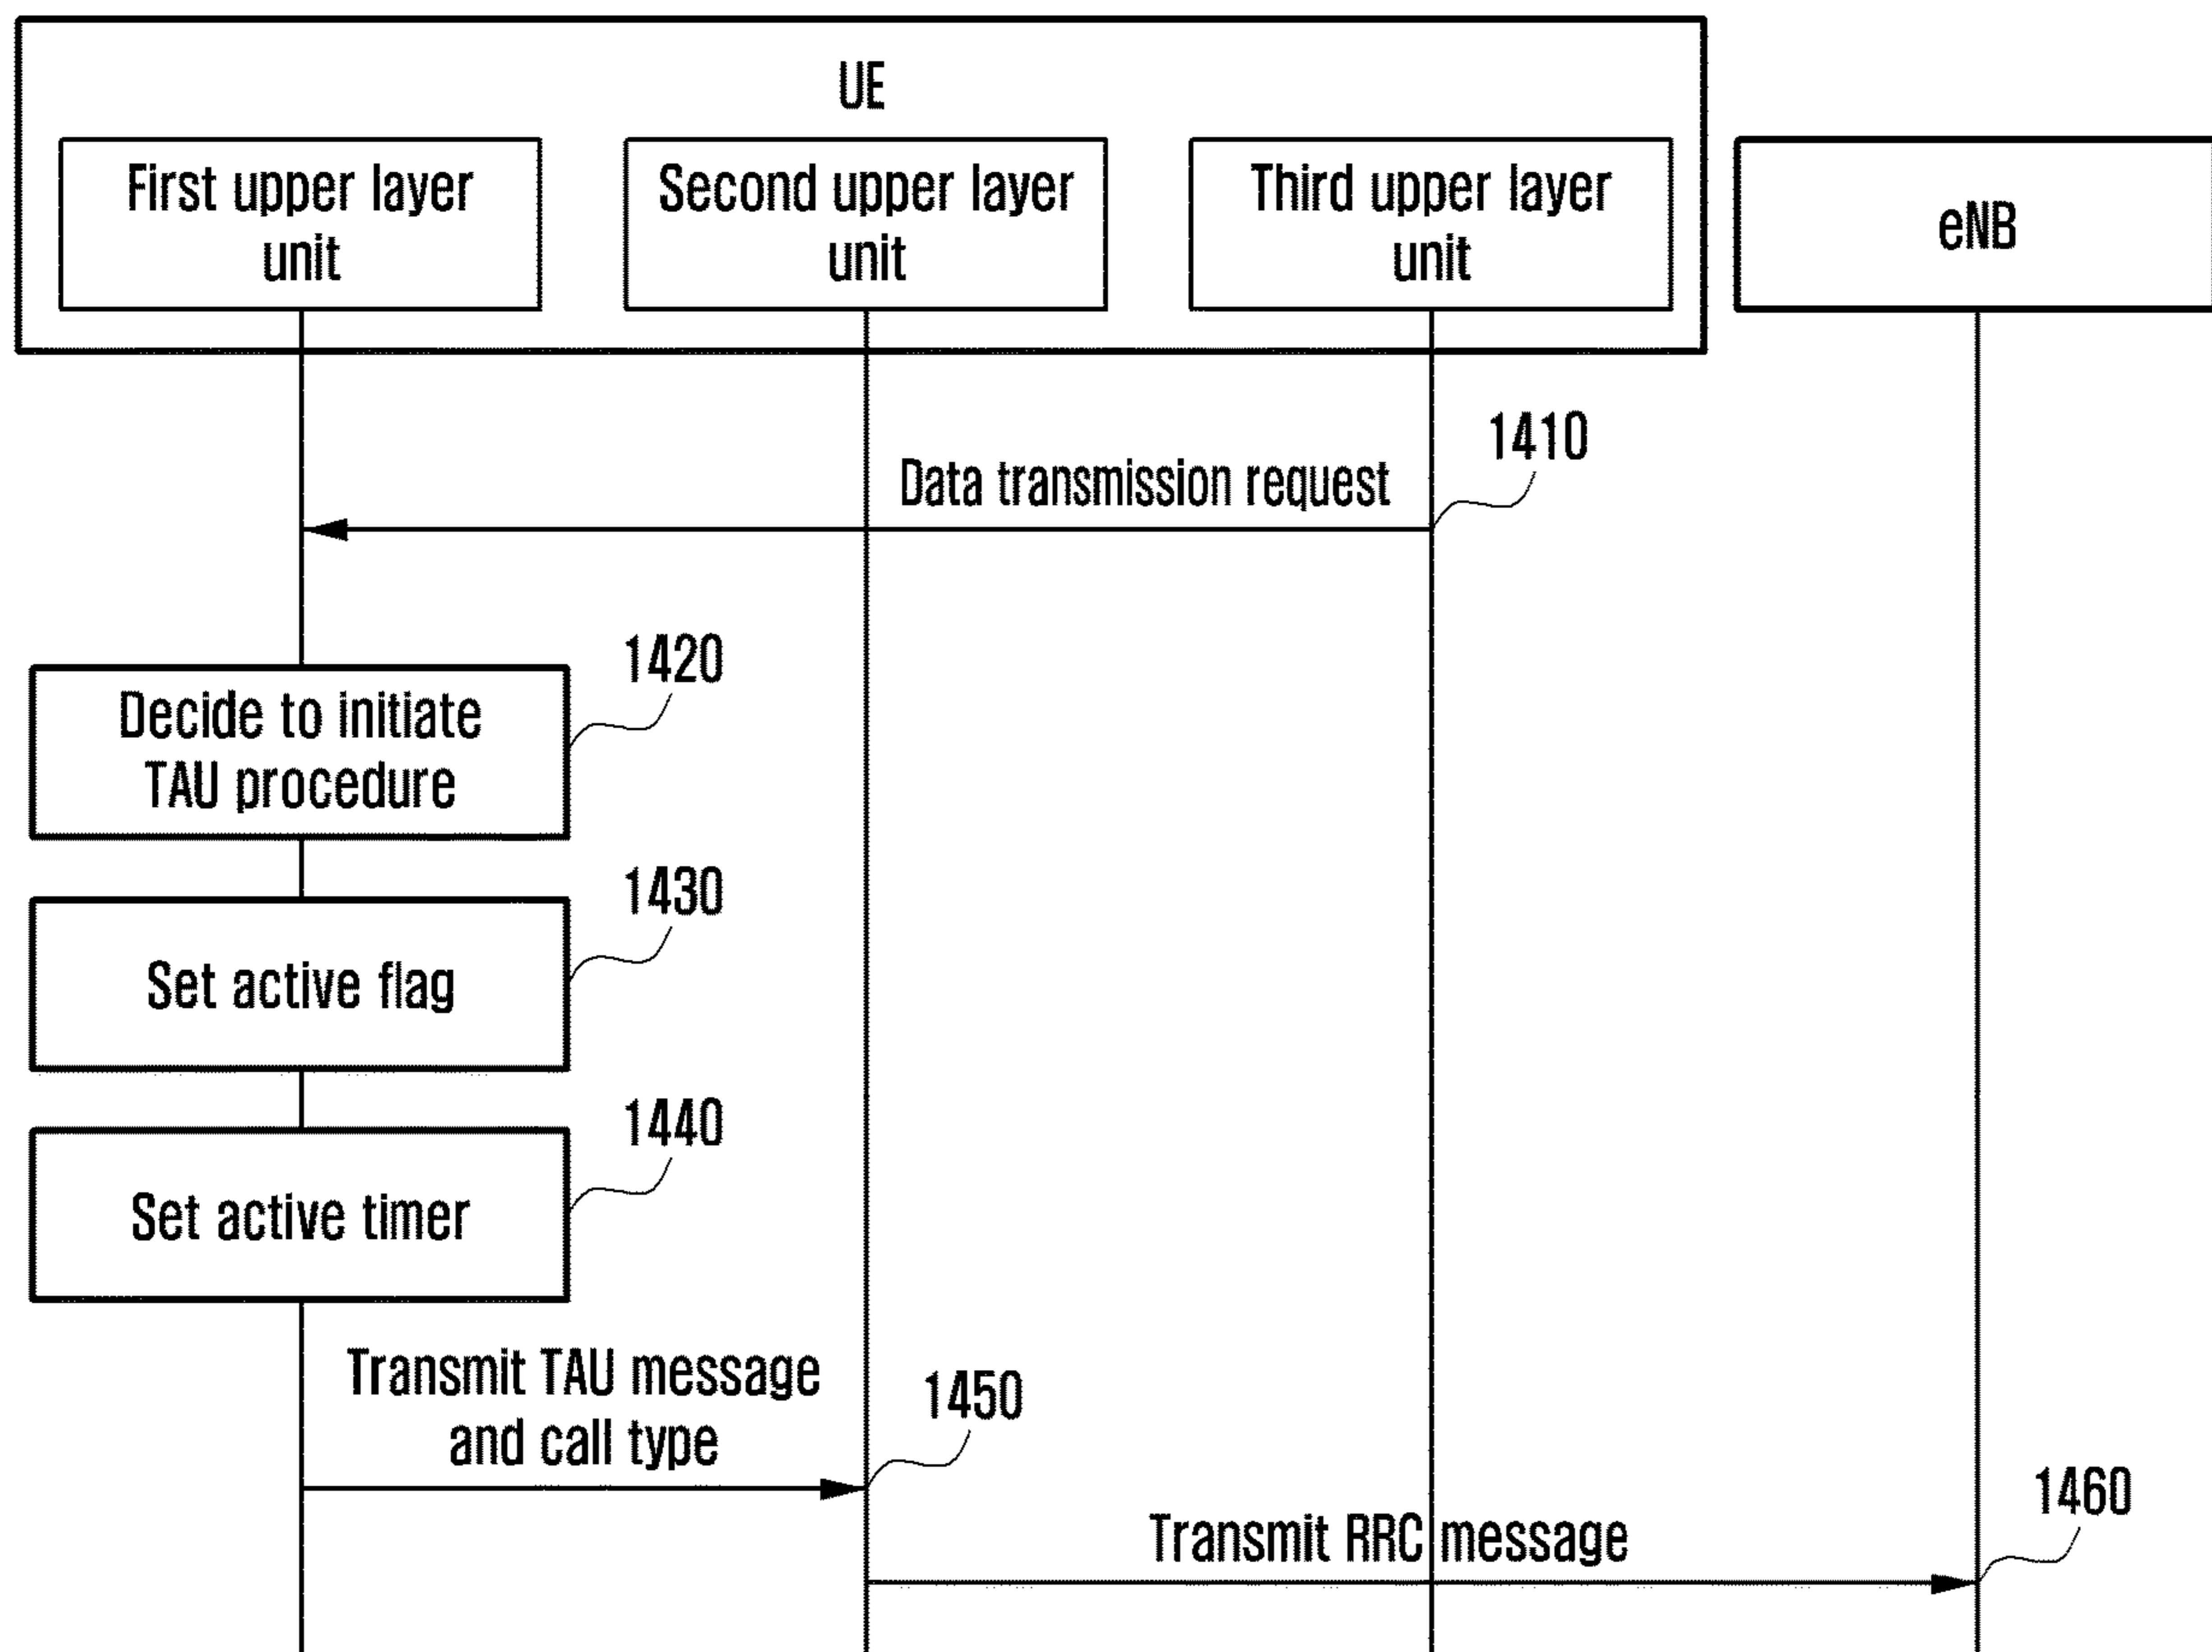 UE
First upper layer
unit
Second upper layer
unit
Third upper layer
unit
eNB
1410
Data transmission request
1420
Decide to initiate
TAU procedure
1430
Set active flag
1440
Set active timer
Transmit TAU message
and call type
1450
1460
Transmit RRC message